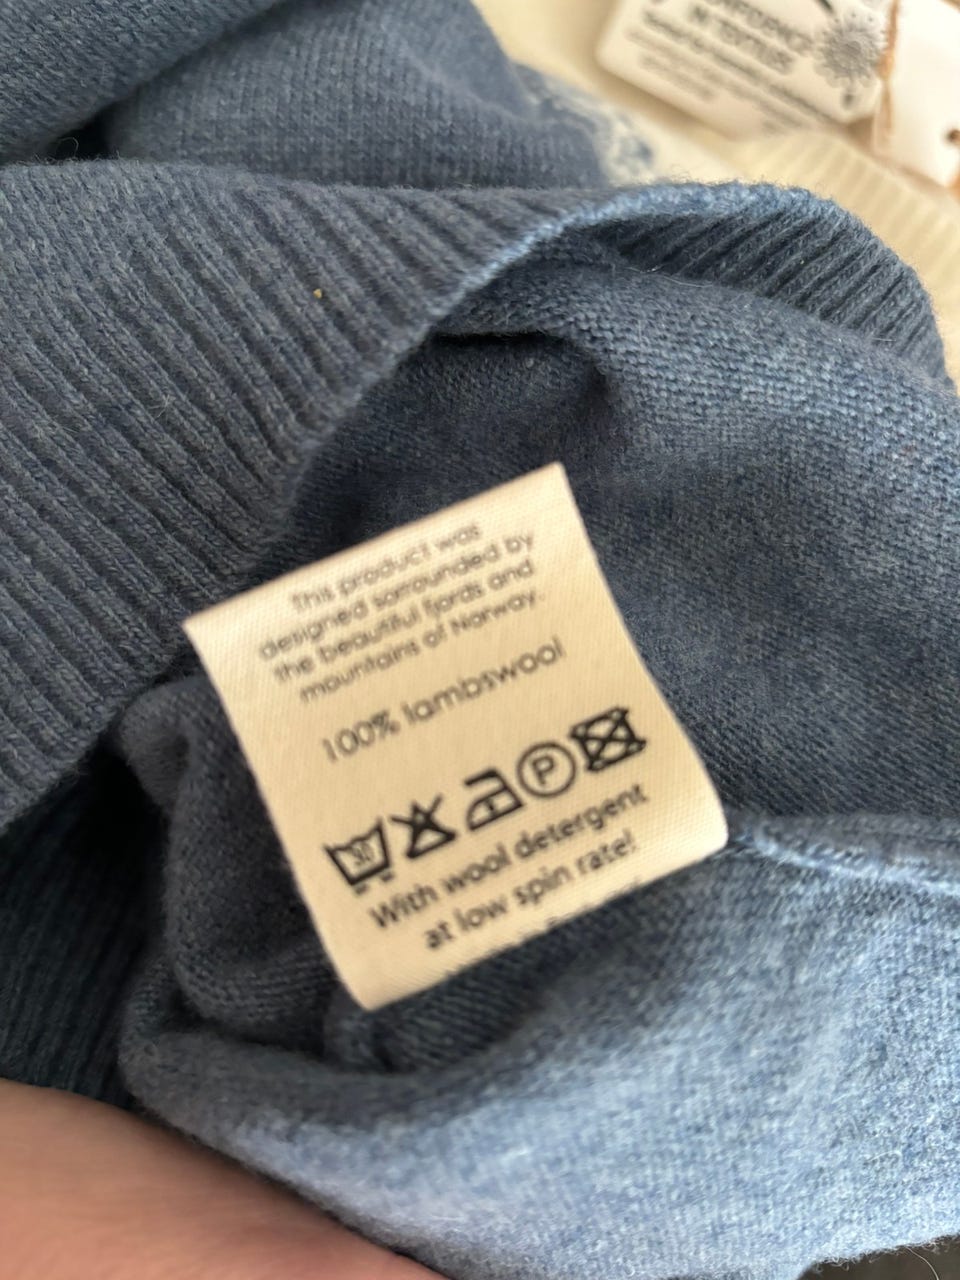 This product was
designed sorrounded by
the beautiful fjords and
mountains of Norway.
100% lambswool
30
P
With wool detergent
at low spin rate!